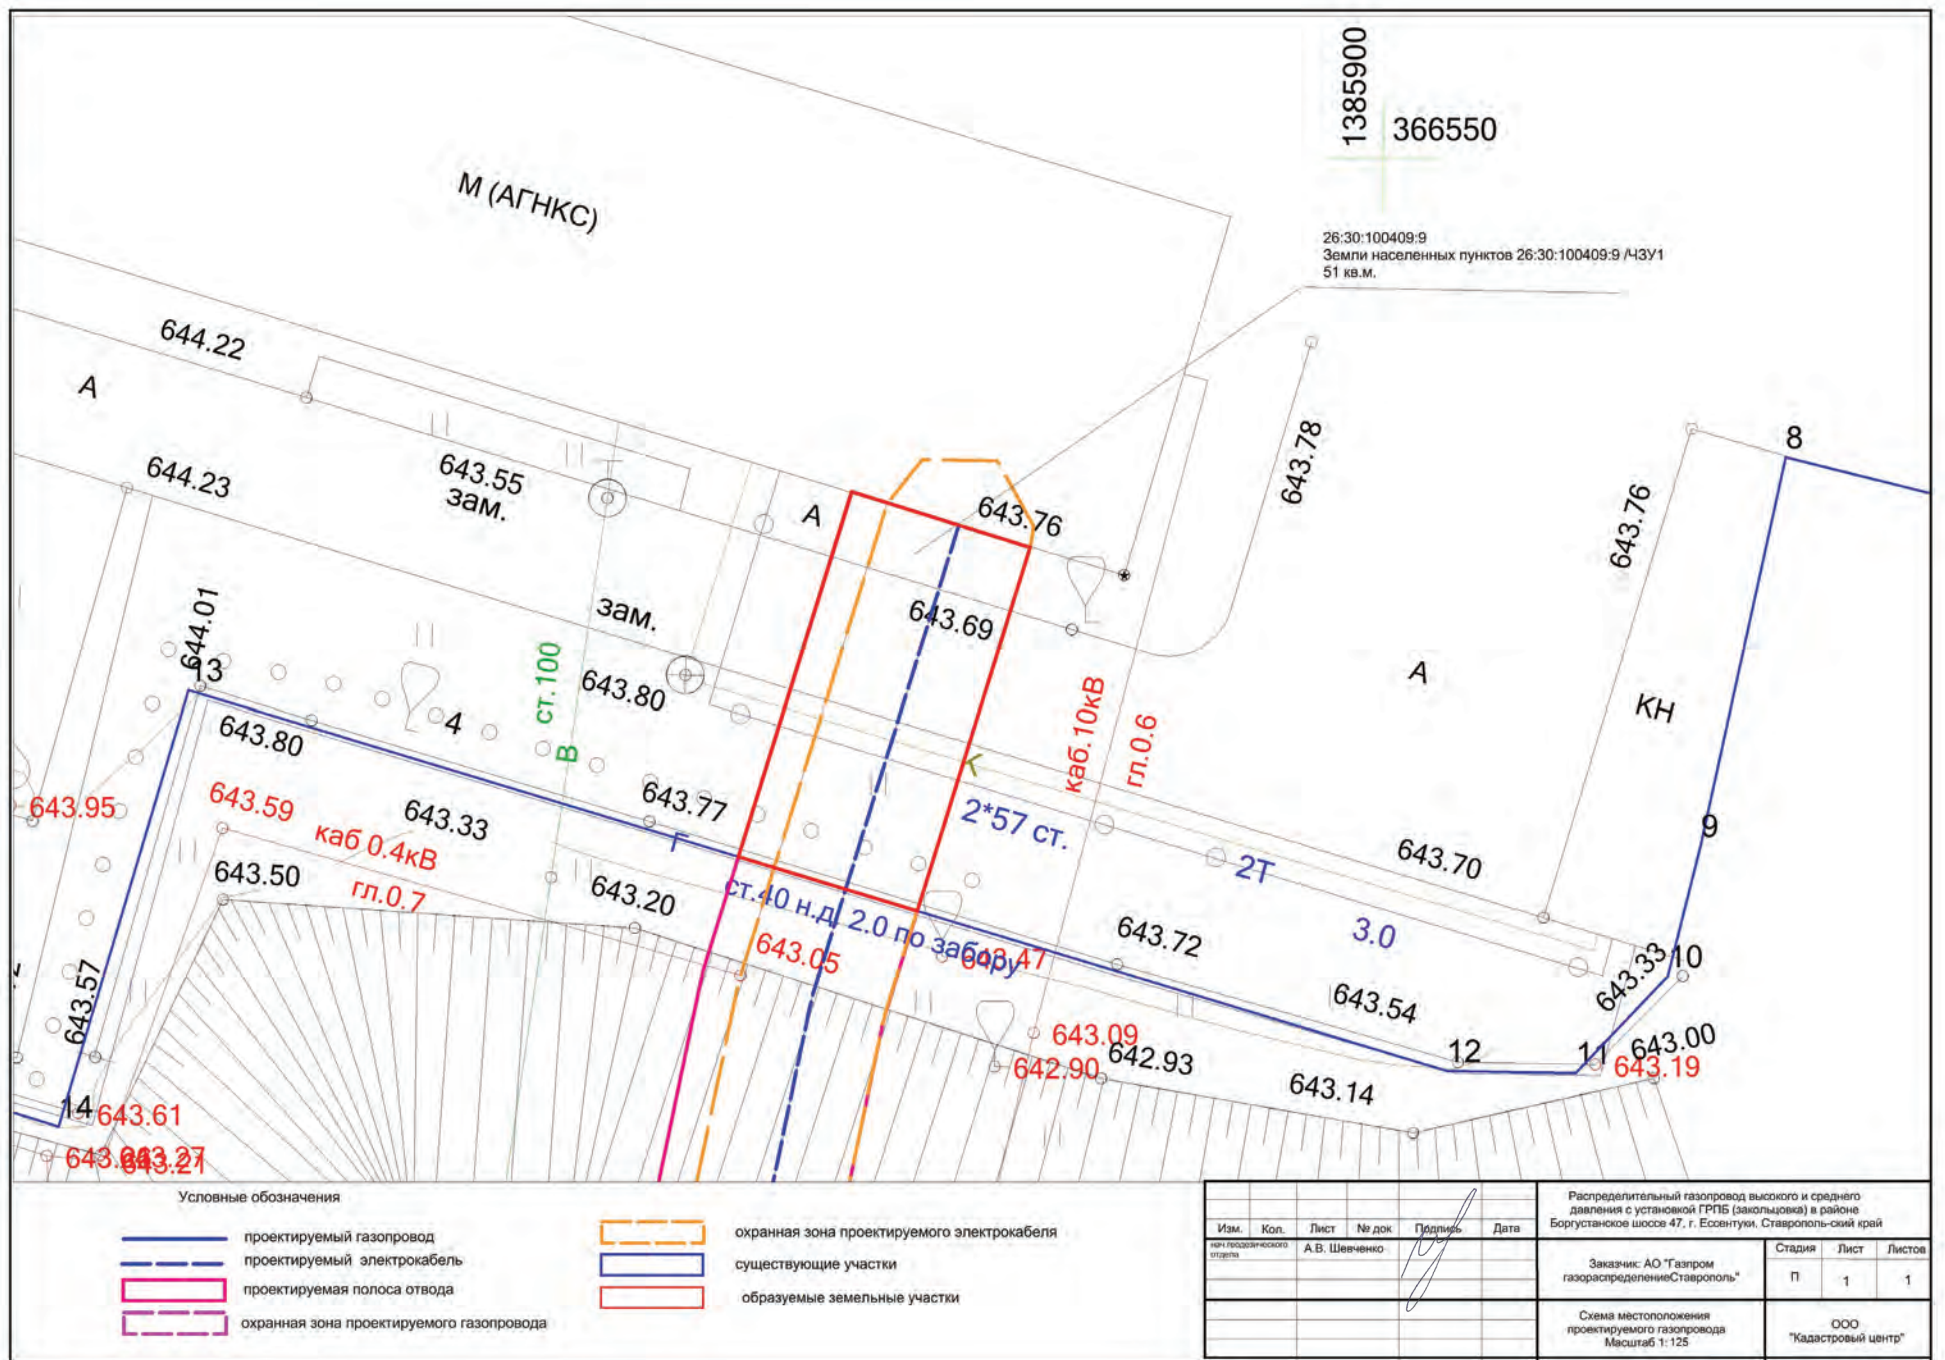 1385900
366550
М (АГНКС)
26:30:100409:9
Земли населенных пунктов 26:30:100409:9 /ЧЗУ1
51 кв.м.
644.22
А
644.23
643.55
зам.
А
643.76
643.78
643.76
8
644.01
13
зам.
643.80
643.69
ст.100
В
4
643.80
А
КН
каб.10кВ
гл.0.6
К
643.95
643.59
каб 0.4кВ
гл.0.7
643.33
643.77
Г
2*57 ст.
9
643.70
2Т
3.0
643.50
643.20
ст.40 н.д. 2.0 по забору
643.05
643.47
643.72
643.54
643.33
10
643.57
643.09
642.90
642.93
12
11
643.00
643.19
643.14
14
643.61
643.27
643.21
Условные обозначения
проектируемый газопровод
проектируемый электрокабель
проектируемая полоса отвода
охранная зона проектируемого газопровода
охранная зона проектируемого электрокабеля
существующие участки
образуемые земельные участки
Изм. Кол. Лист № док Подпись Дата
нач.геодезического
отдела
А.В. Шевченко
Распределительный газопровод высокого и среднего
давления с установкой ГРПБ (закольцовка) в районе
Боргустанское шоссе 47, г. Ессентуки, Ставрополь-ский край
Заказчик: АО "Газпром
газораспределениеСтаврополь"
Стадия Лист Листов
П 1 1
Схема местоположения
проектируемого газопровода
Масштаб 1: 125
ООО
"Кадастровый центр"